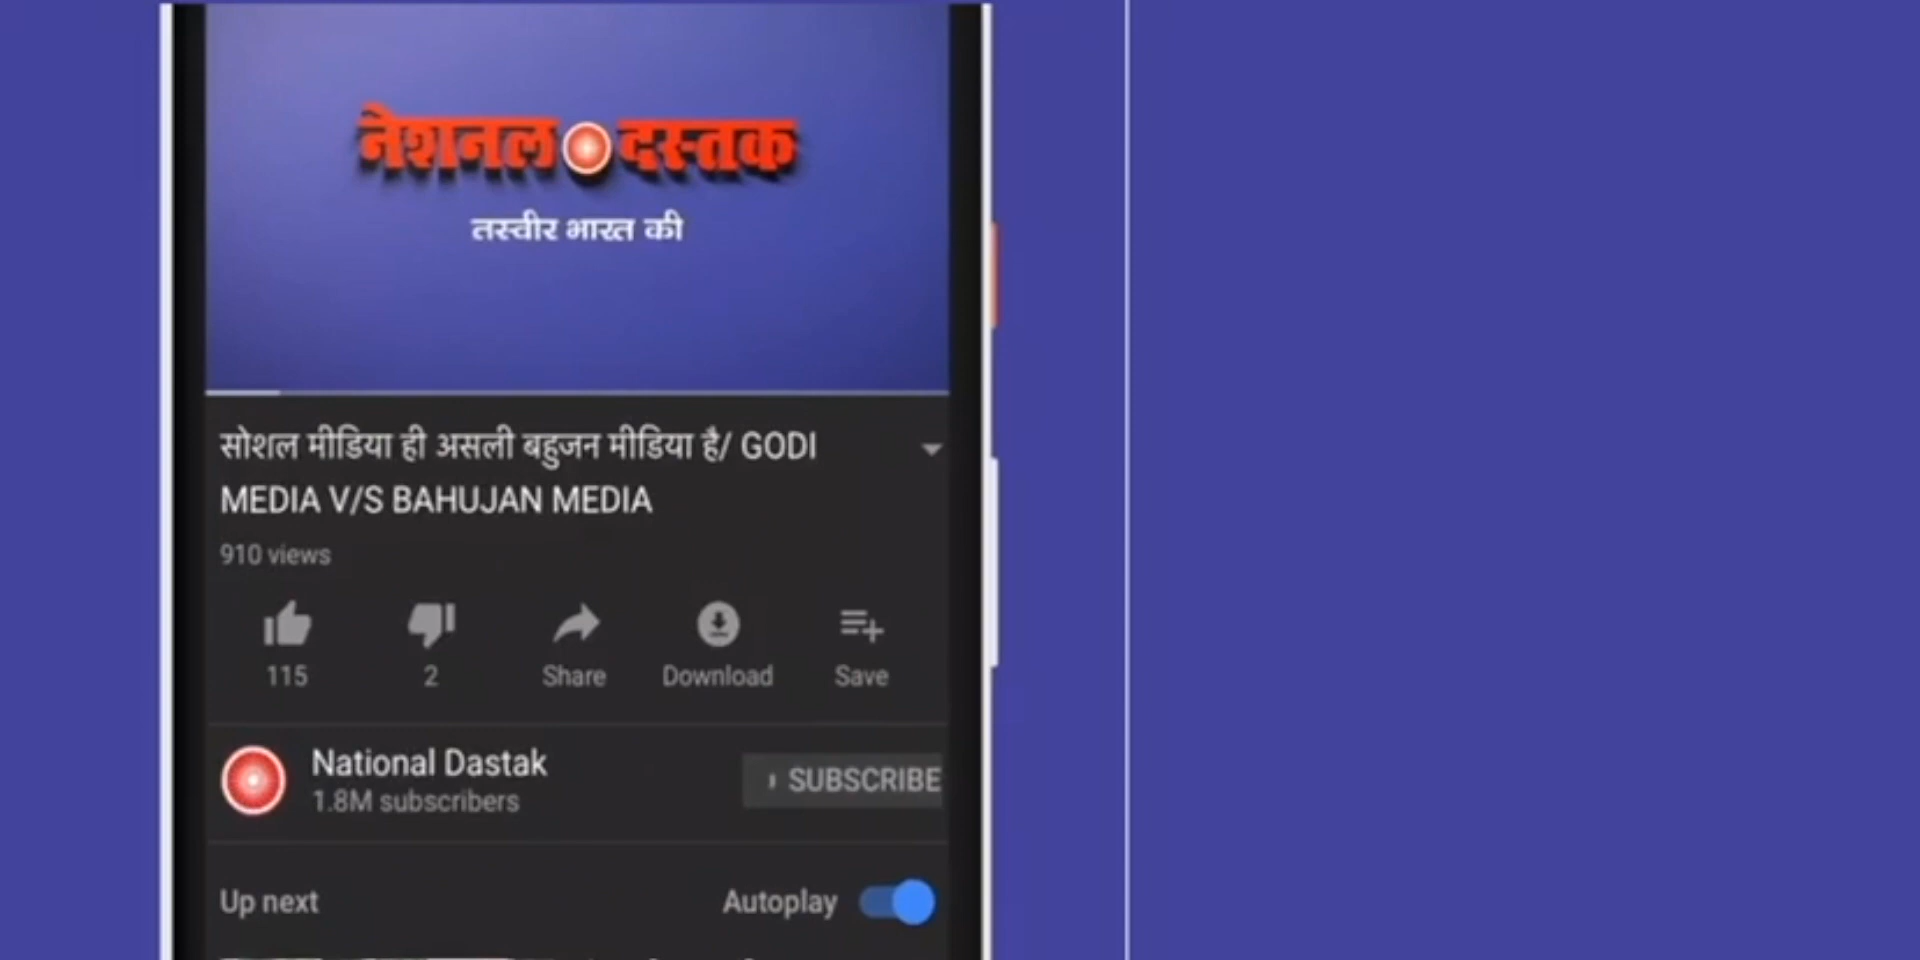 नेशनल दस्तक
तस्वीर भारत की
सोशल मीडिया ही असली बहुजन मीडिया है/ GODI
MEDIA V/S BAHUJAN MEDIA
910 views
115
2
Share
Download
Save
National Dastak
1.8M subscribers
SUBSCRIBE
Up next
Autoplay